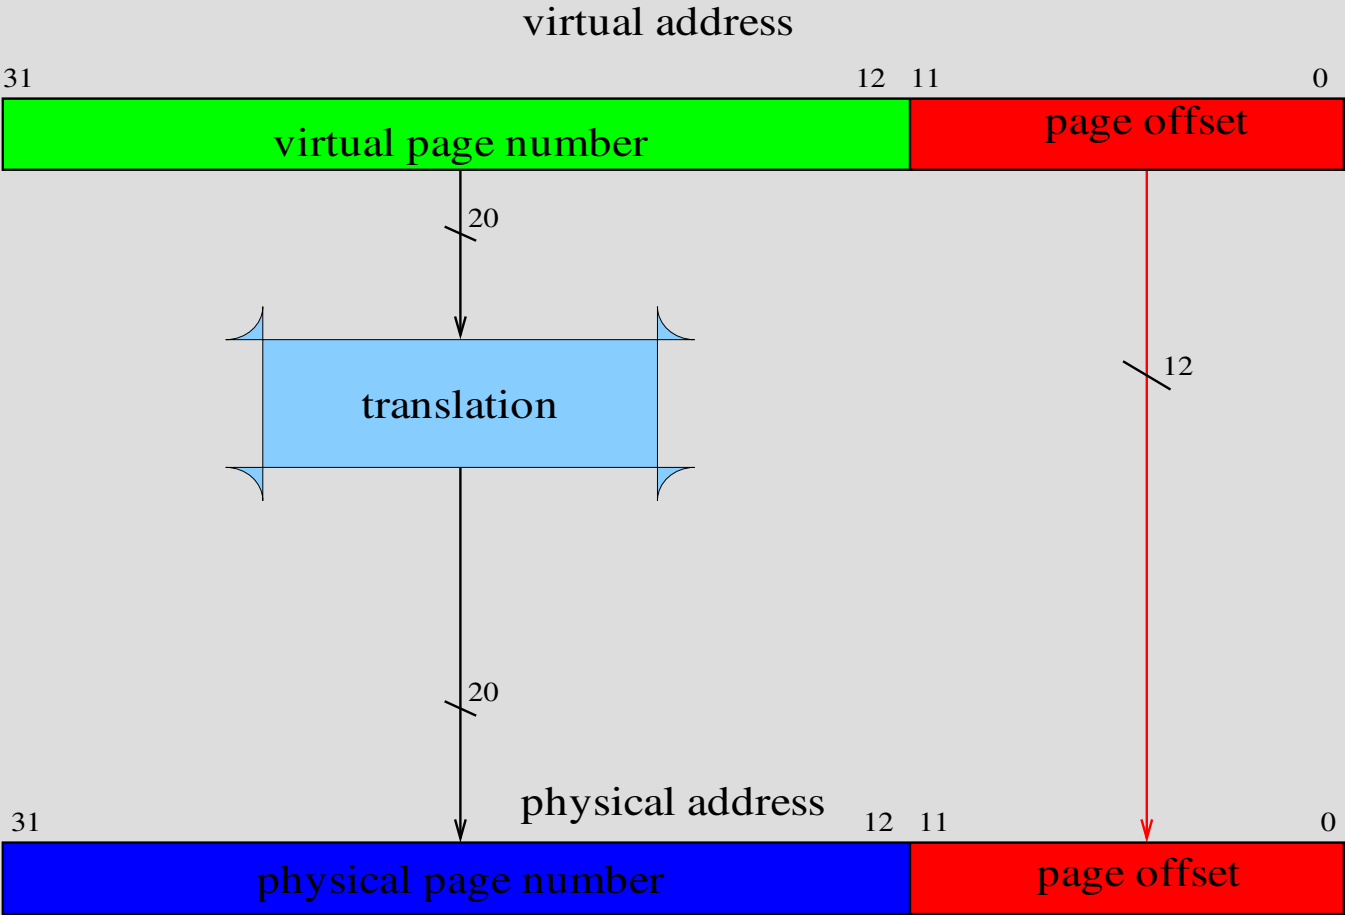 virtual address
31 12 11 0
virtual page number page offset
20
12
translation
20
physical address
31 12 11 0
physical page number page offset